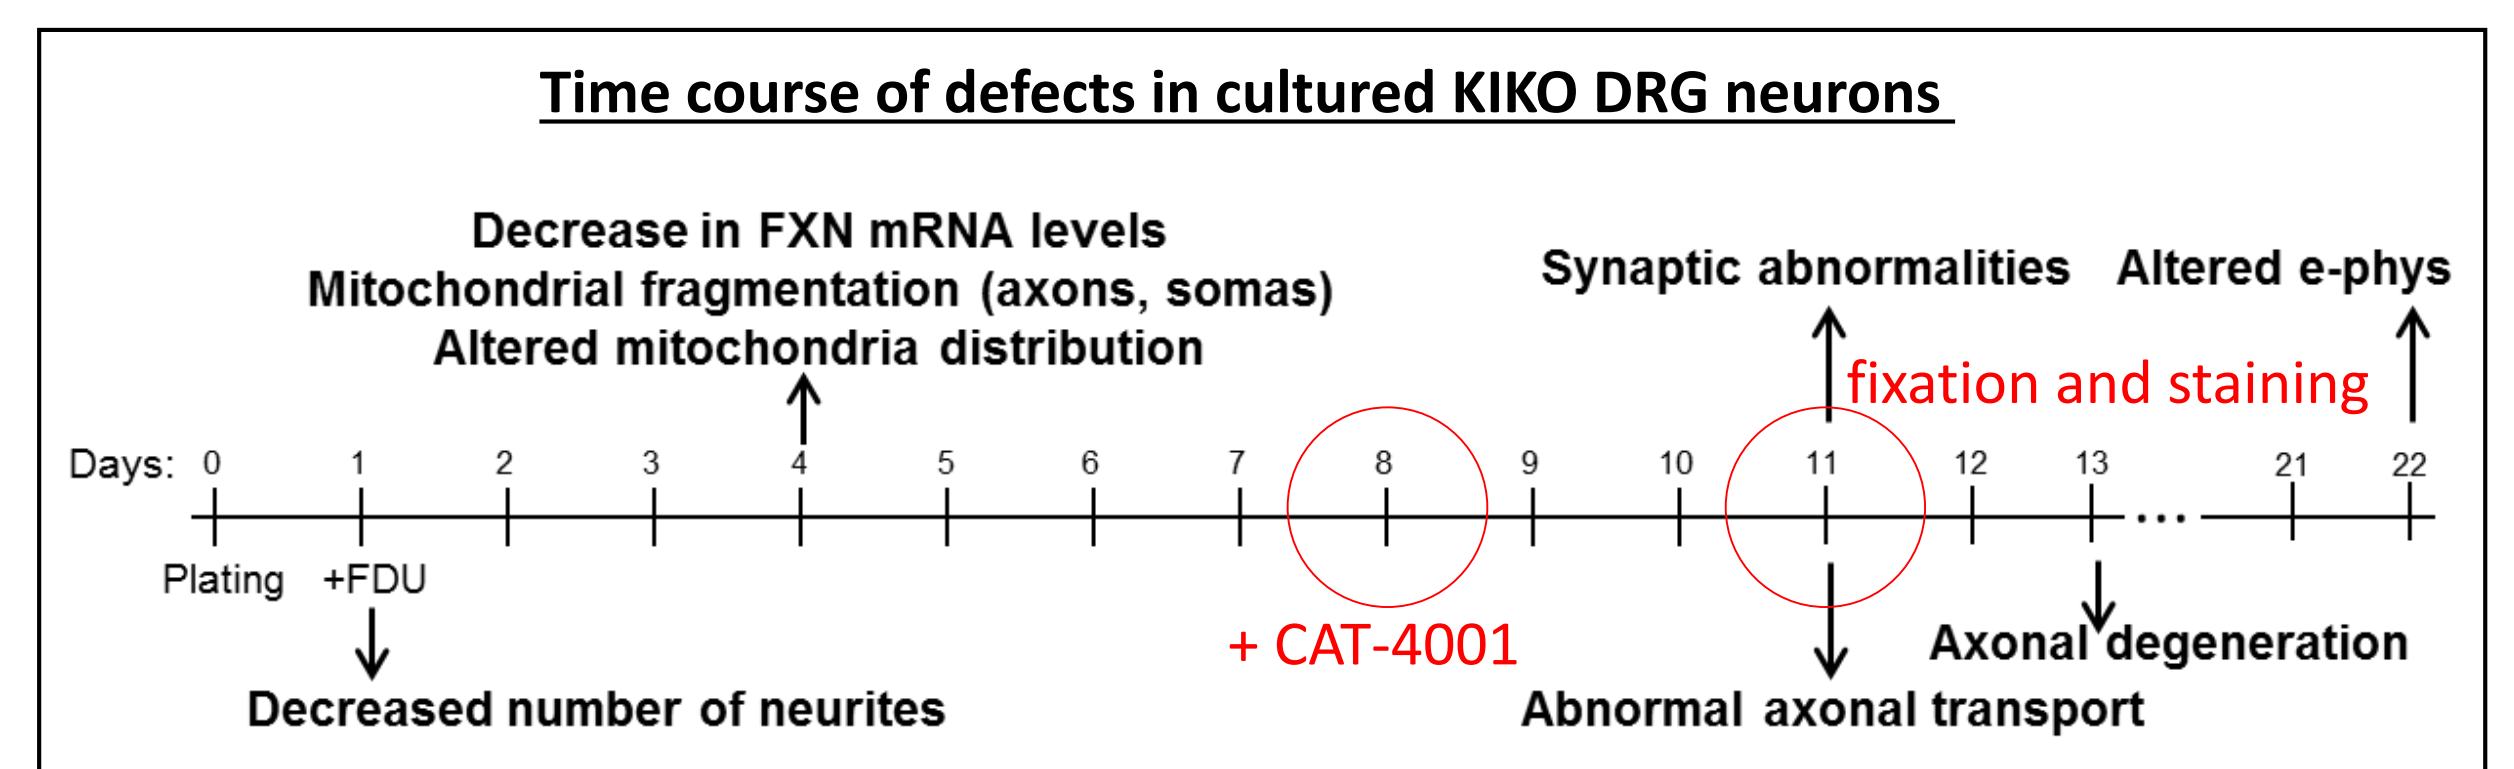 Time course of defects in cultured KIKO DRG neurons
Decrease in FXN mRNA levels
Mitochondrial fragmentation (axons, somas)
Altered mitochondria distribution
Synaptic abnormalities
Altered e-phys
fixation and staining
Days: 0 1 2 3 4 5 6 7 8 9 10 11 12 13 ... 21 22
Plating +FDU
+ CAT-4001
Axonal degeneration
Decreased number of neurites
Abnormal axonal transport